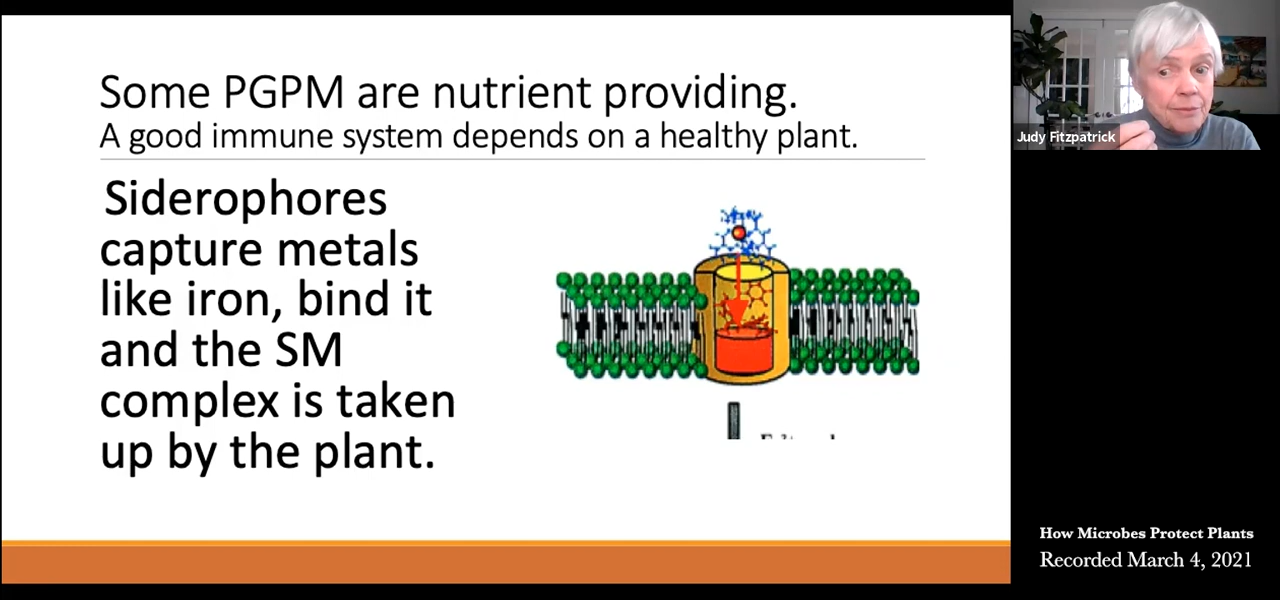 Some PGPM are nutrient providing.
A good immune system depends on a healthy plant.
Siderophores
capture metals
like iron, bind it
and the SM
complex is taken
up by the plant.
Judy Fitzpatrick
How Microbes Protect Plants
Recorded March 4, 2021